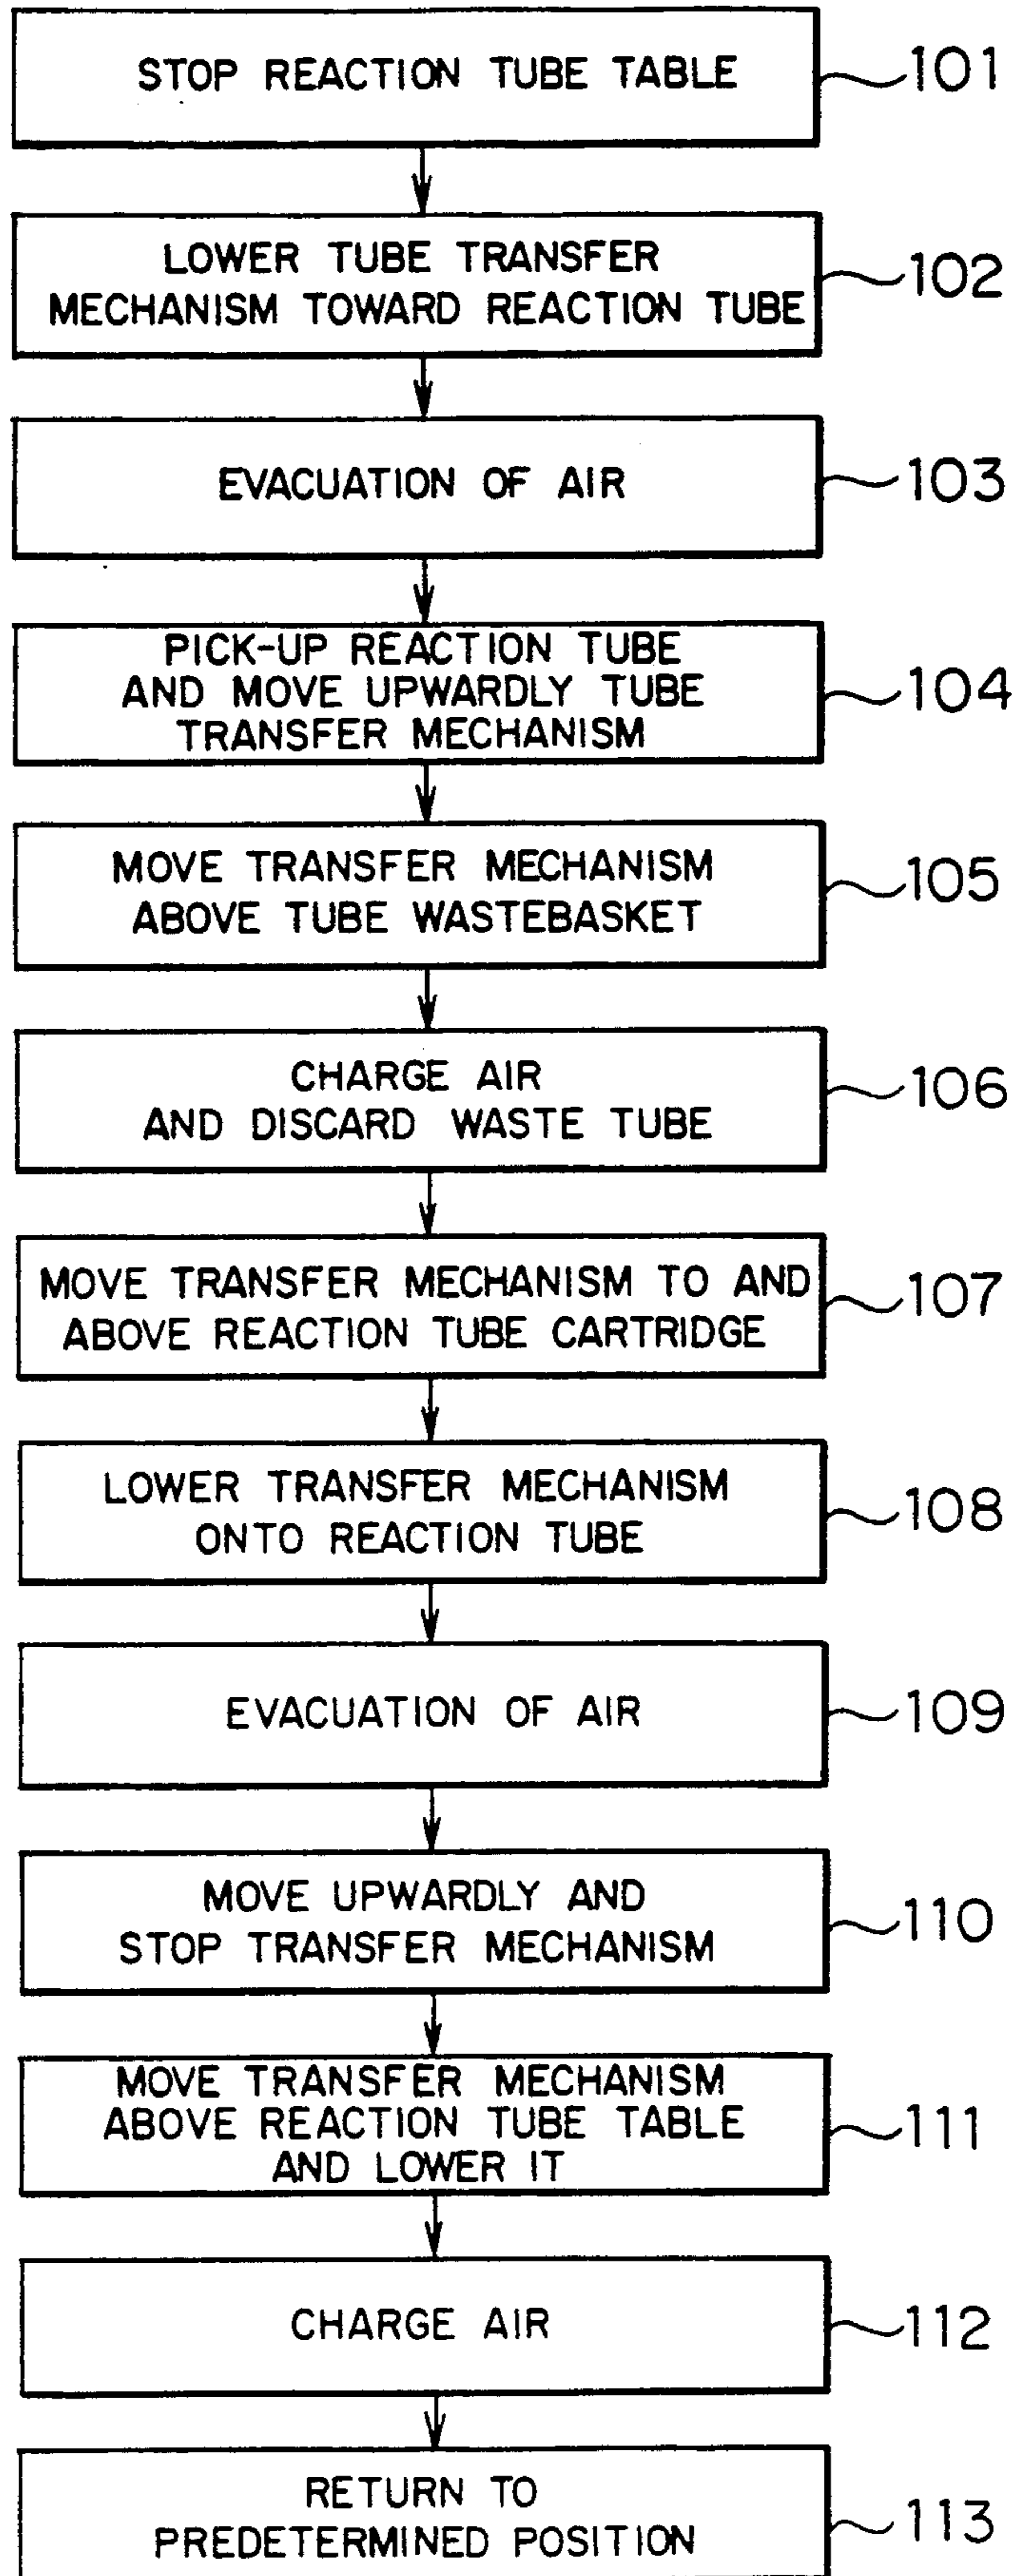 STOP REACTION TUBE TABLE
101
LOWER TUBE TRANSFER
MECHANISM TOWARD REACTION TUBE
102
EVACUATION OF AIR
103
PICK-UP REACTION TUBE
AND MOVE UPWARDLY TUBE
TRANSFER MECHANISM
104
MOVE TRANSFER MECHANISM
ABOVE TUBE WASTEBASKET
105
CHARGE AIR
AND DISCARD WASTE TUBE
106
MOVE TRANSFER MECHANISM TO AND
ABOVE REACTION TUBE CARTRIDGE
107
LOWER TRANSFER MECHANISM
ONTO REACTION TUBE
108
EVACUATION OF AIR
109
MOVE UPWARDLY AND
STOP TRANSFER MECHANISM
110
MOVE TRANSFER MECHANISM
ABOVE REACTION TUBE TABLE
AND LOWER IT
111
CHARGE AIR
112
RETURN TO
PREDETERMINED POSITION
113